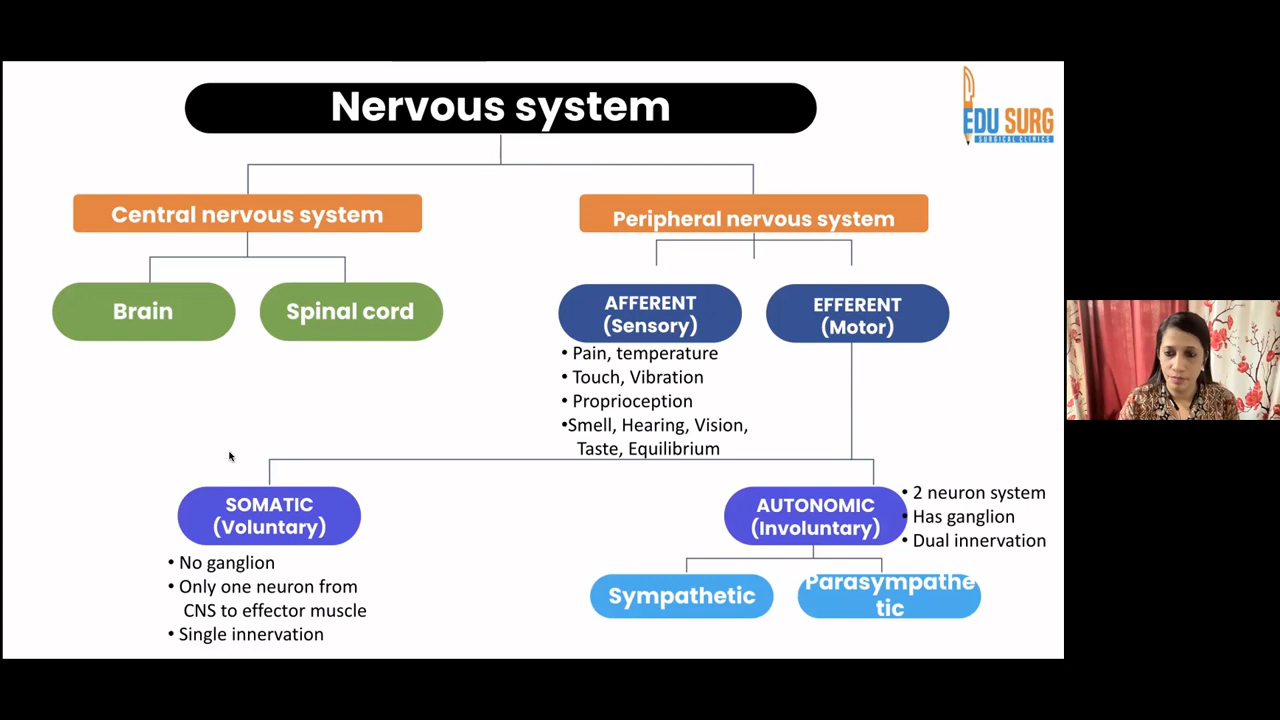 Nervous system
EDU SURG
SURGICAL CLINICS
Central nervous system
Peripheral nervous system
Brain
Spinal cord
AFFERENT
(Sensory)
EFFERENT
(Motor)
• Pain, temperature
• Touch, Vibration
• Proprioception
•Smell, Hearing, Vision,
Taste, Equilibrium
SOMATIC
(Voluntary)
• No ganglion
• Only one neuron from
CNS to effector muscle
• Single innervation
AUTONOMIC
(Involuntary)
• 2 neuron system
• Has ganglion
• Dual innervation
Sympathetic
Parasympathe
tic